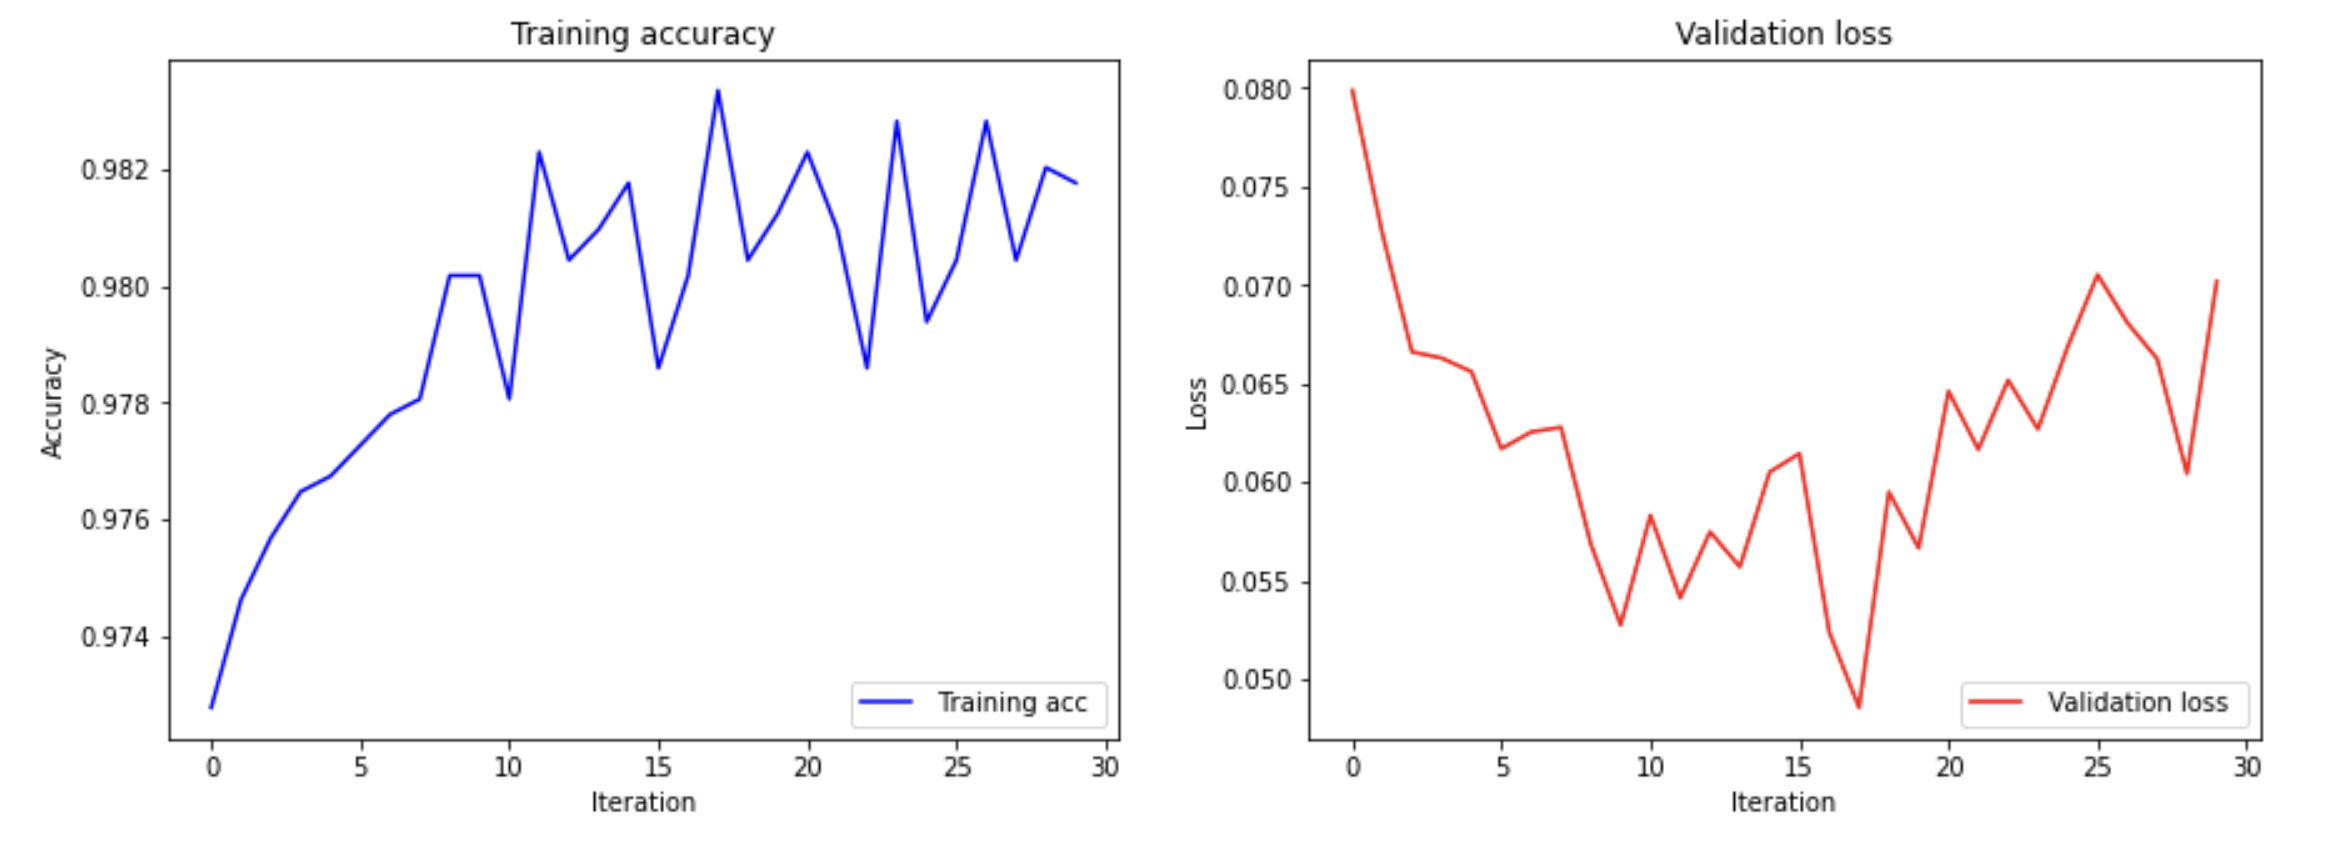 Training accuracy
0.982
0.980
0.978
0.976
0.974
Accuracy
Training acc
0 5 10 15 20 25 30
Iteration
Validation loss
0.080
0.075
0.070
0.065
0.060
0.055
0.050
Loss
Validation loss
0 5 10 15 20 25 30
Iteration